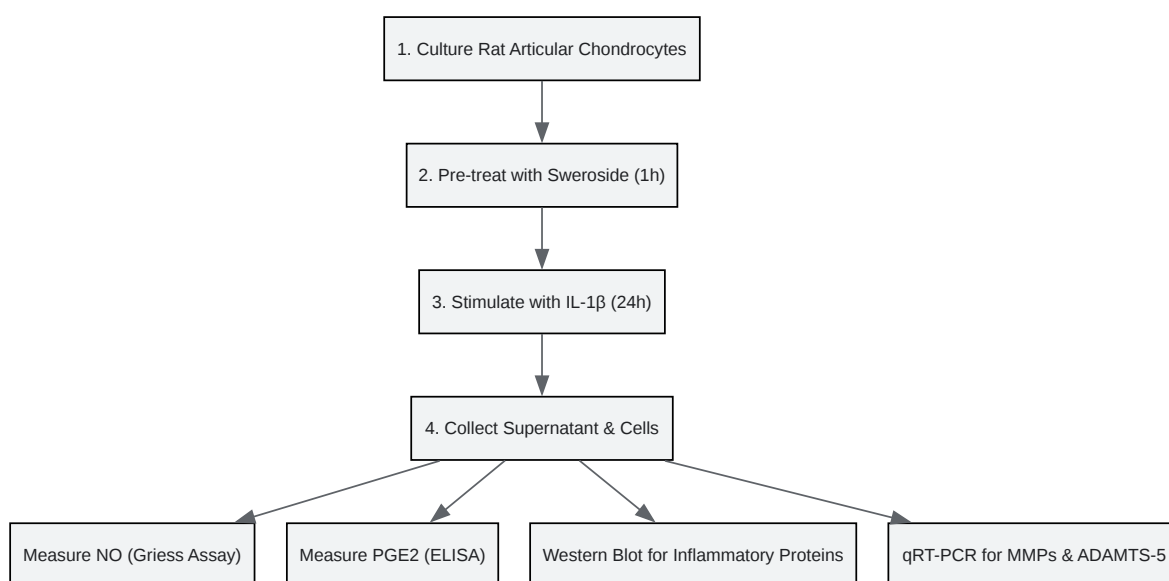 1. Culture Rat Articular Chondrocytes
2. Pre-treat with Sweroside (1h)
3. Stimulate with IL-1β (24h)
4. Collect Supernatant & Cells
Measure NO (Griess Assay)
Measure PGE2 (ELISA)
Western Blot for Inflammatory Proteins
qRT-PCR for MMPs & ADAMTS-5